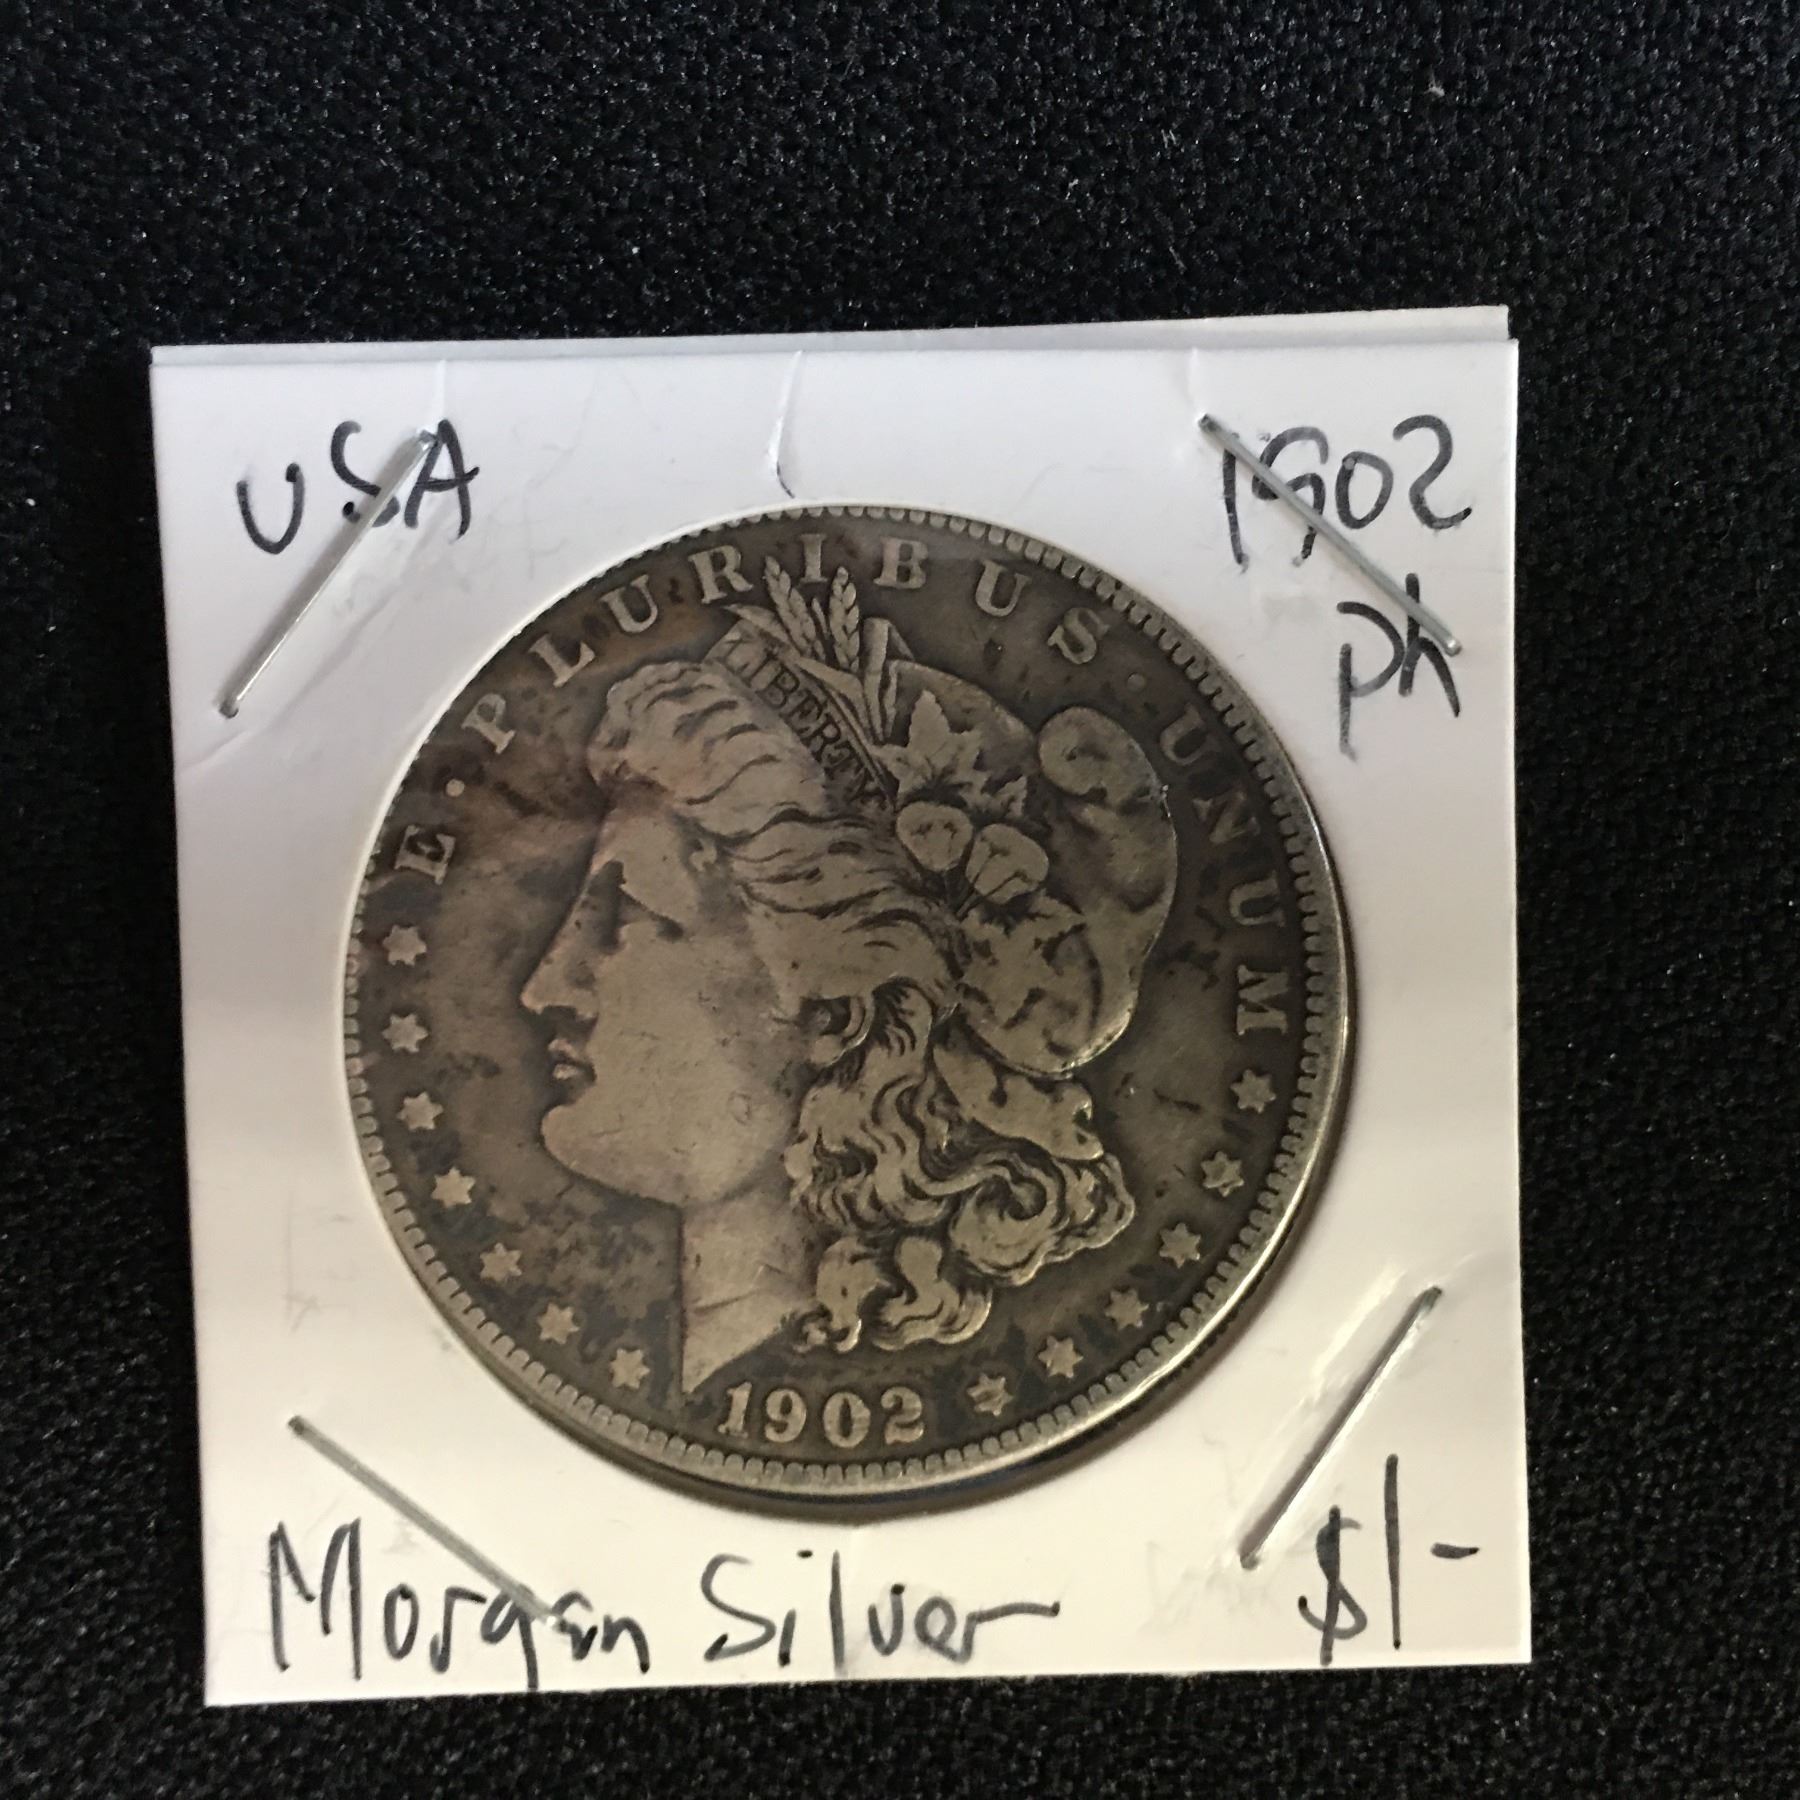 USA
1902
ph
E · PLURIBUS · UNUM
LIBERTY
1902
Morgan Silver
$1-